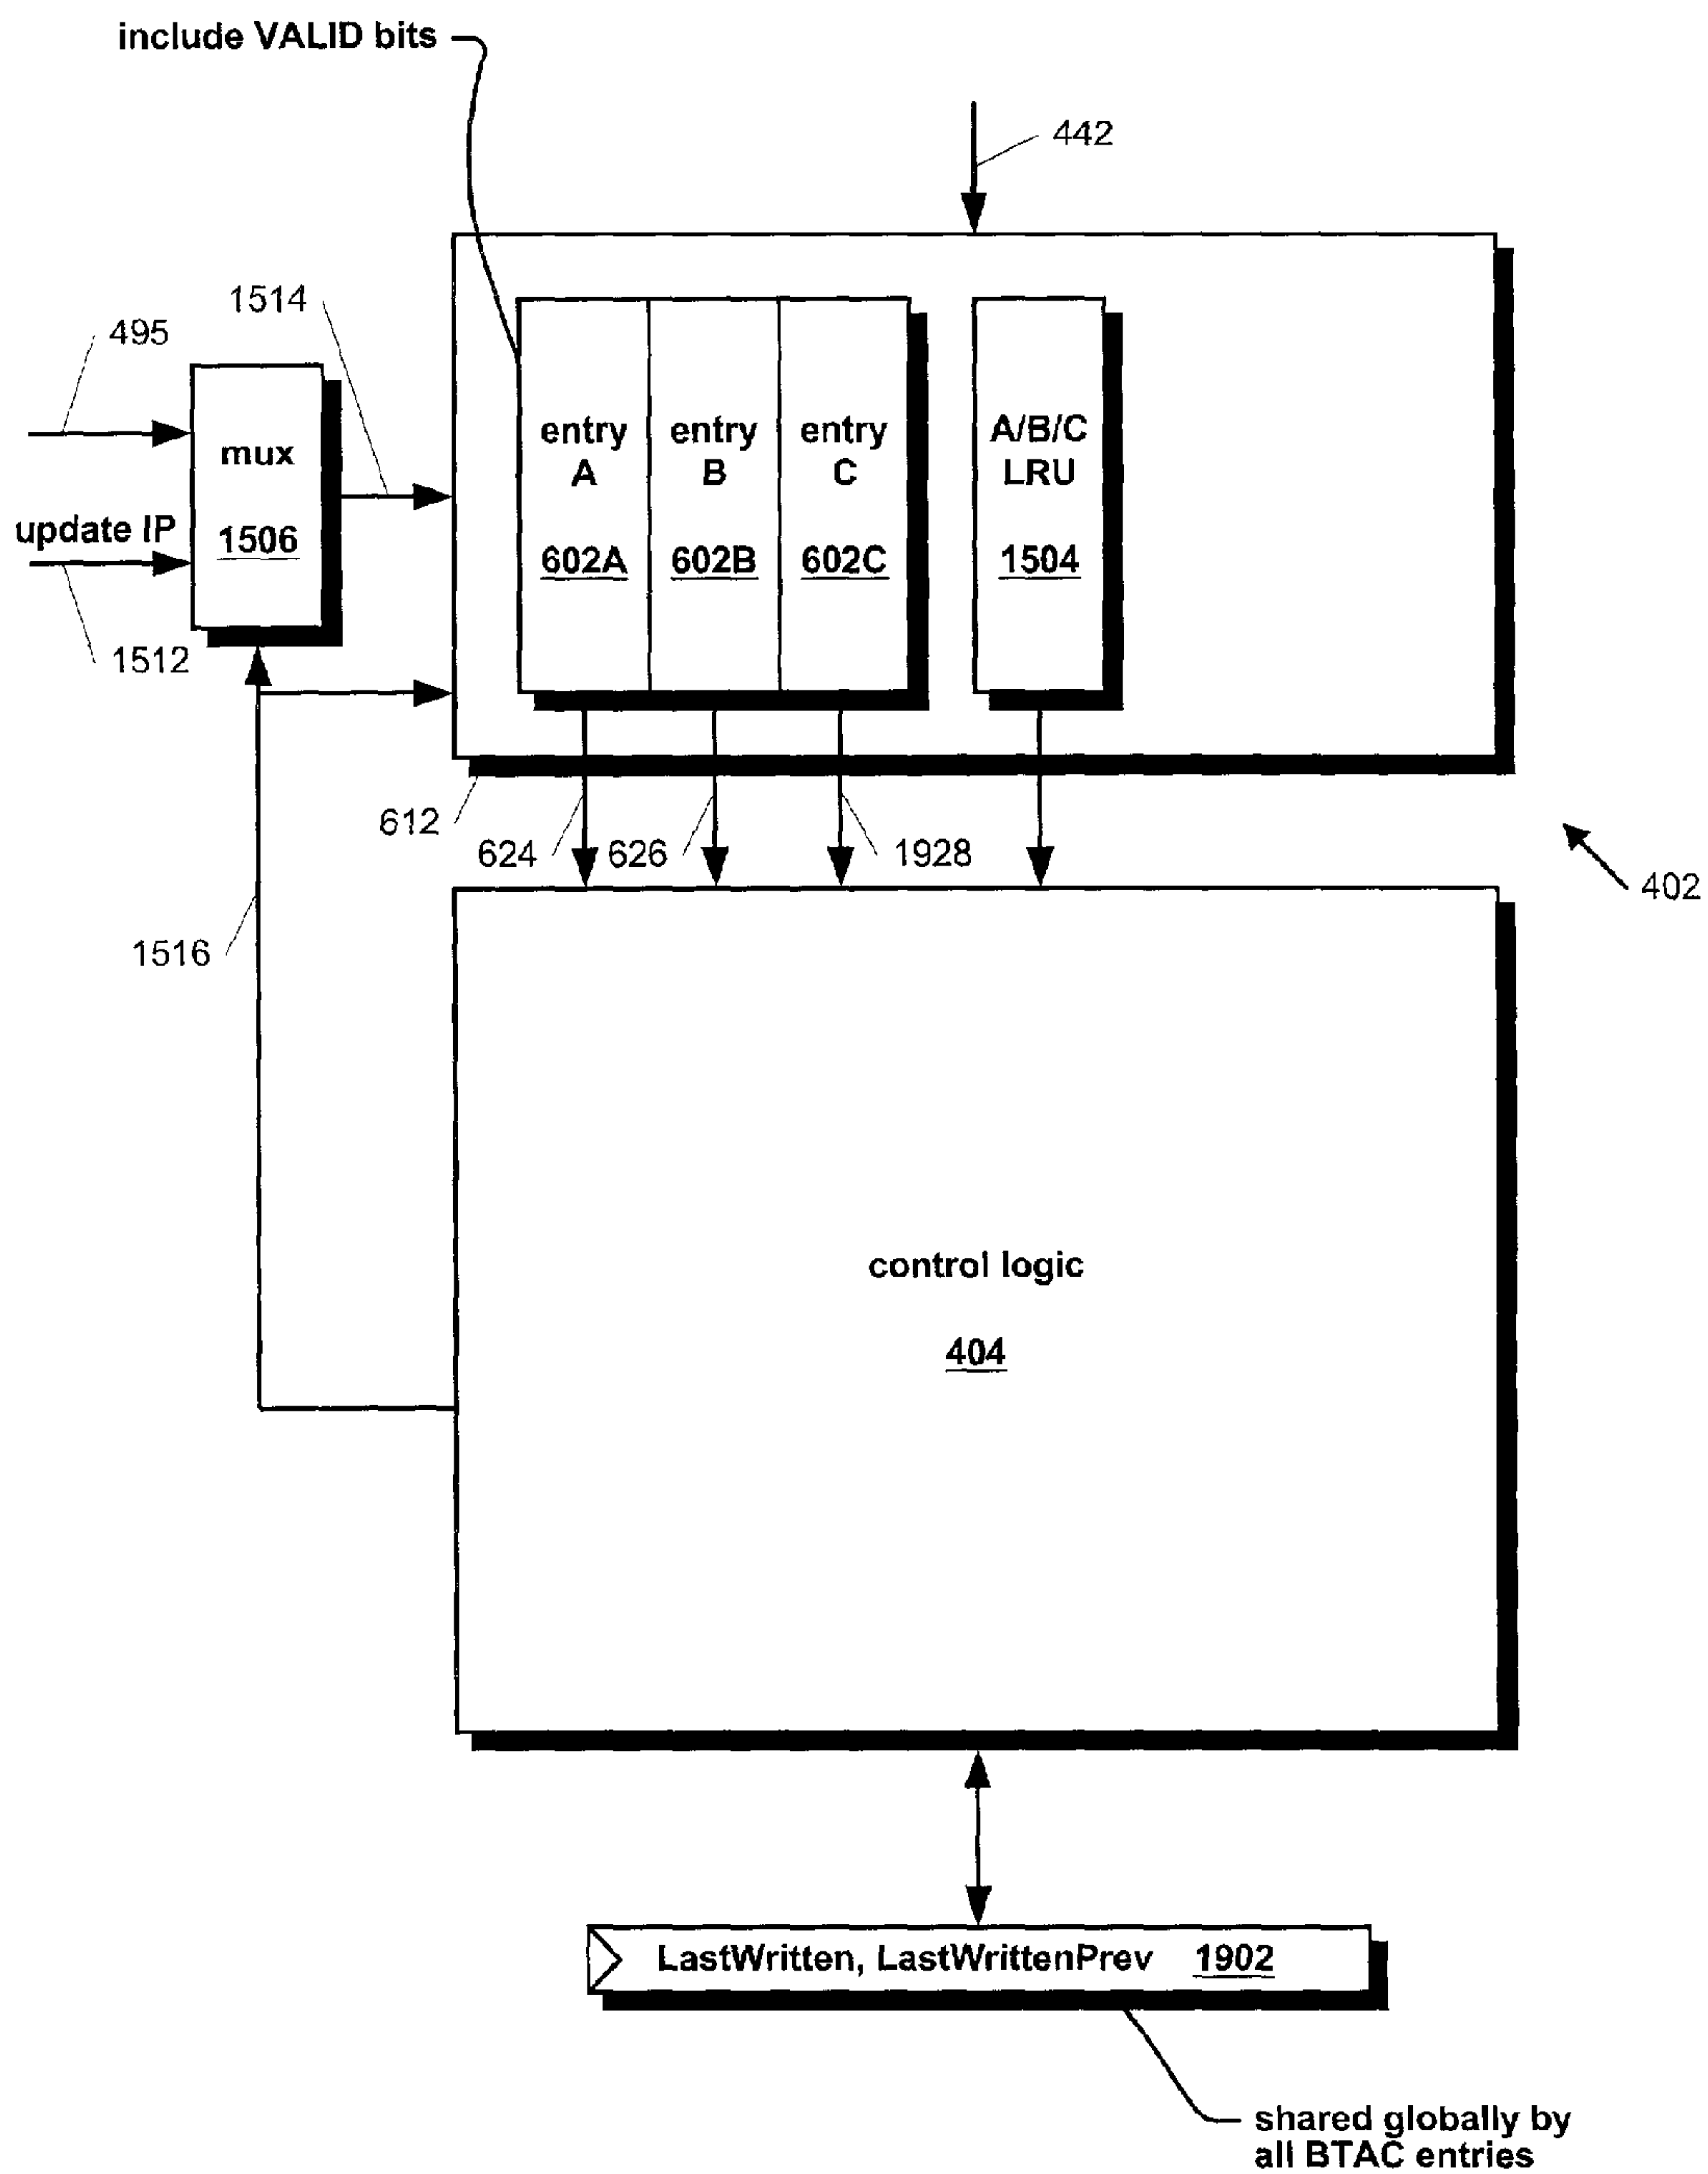 include VALID bits
442
1514
495
mux
1506
update IP
1512
entry A 602A
entry B 602B
entry C 602C
A/B/C LRU 1504
612
624
626
1928
402
1516
control logic
404
LastWritten, LastWrittenPrev 1902
shared globally by
all BTAC entries